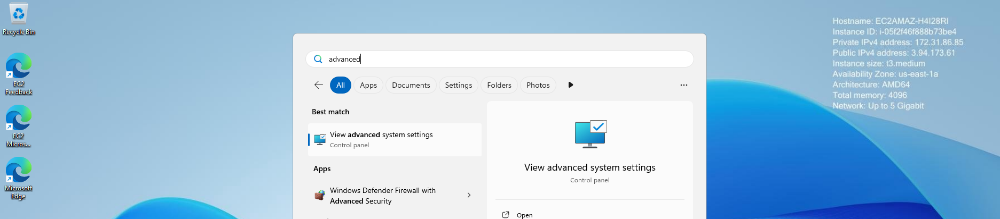 Recycle Bin
EC2
Feedback
EC2
Micros...
Microsoft
Edge
advanced
All
Apps
Documents
Settings
Folders
Photos
Best match
View advanced system settings
Control panel
Apps
Windows Defender Firewall with
Advanced Security
View advanced system settings
Control panel
Open
Hostname: EC2AMAZ-H4I28RI
Instance ID: i-05f2f46f888b73be4
Private IPv4 address: 172.31.86.85
Public IPv4 address: 3.94.173.61
Instance size: t3.medium
Availability Zone: us-east-1a
Architecture: AMD64
Total memory: 4096
Network: Up to 5 Gigabit